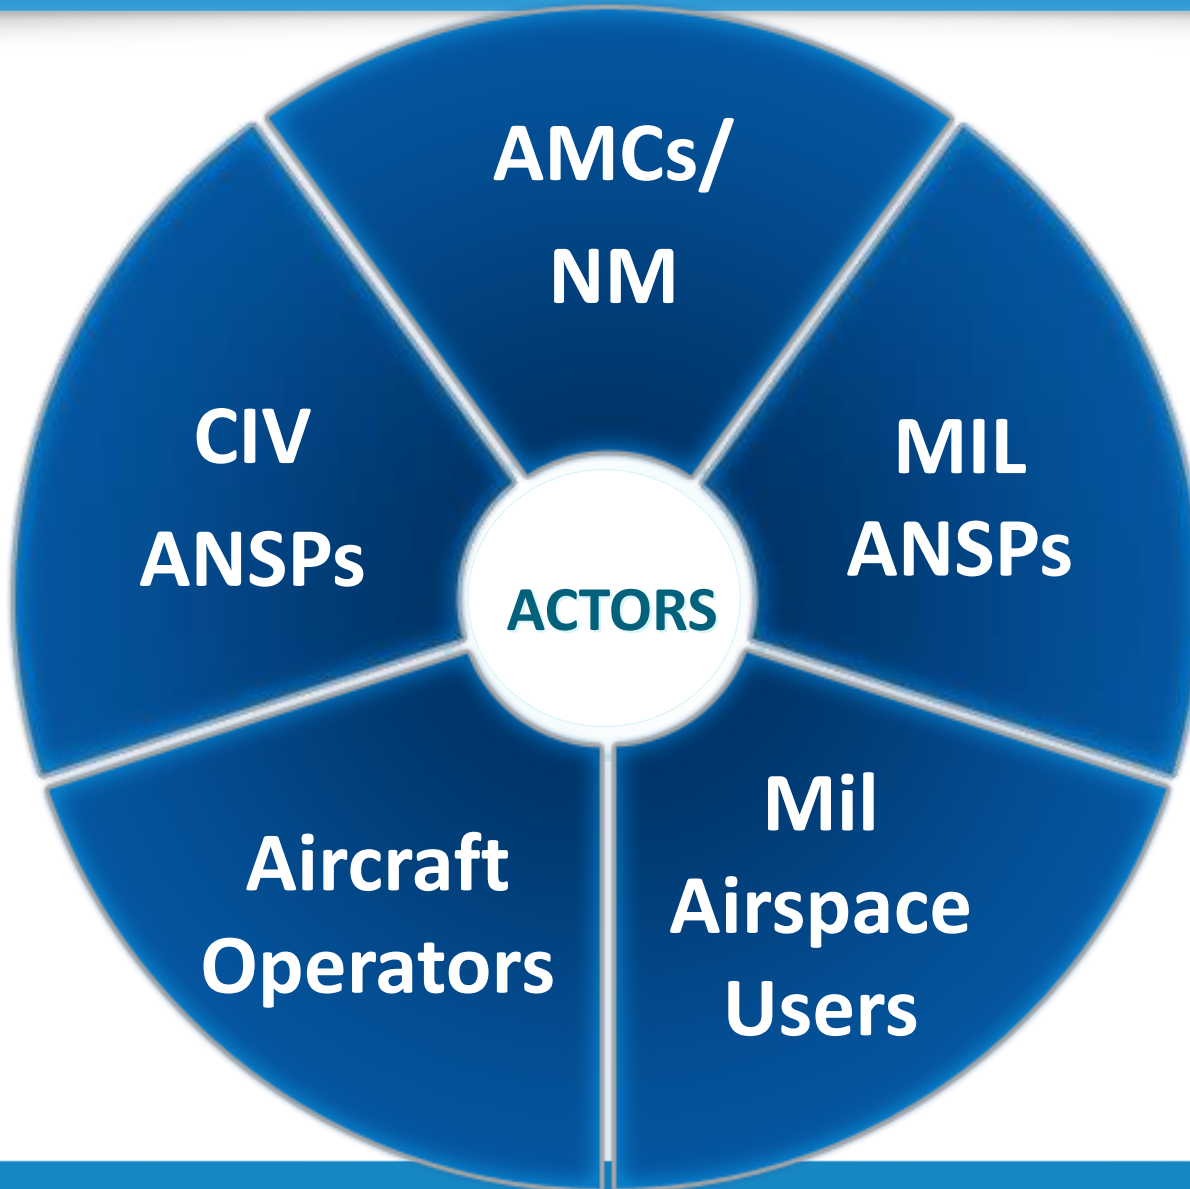 AMCs/
NM
CIV
ANSPs
MIL
ANSPs
ACTORS
Aircraft
Operators
Mil
Airspace
Users